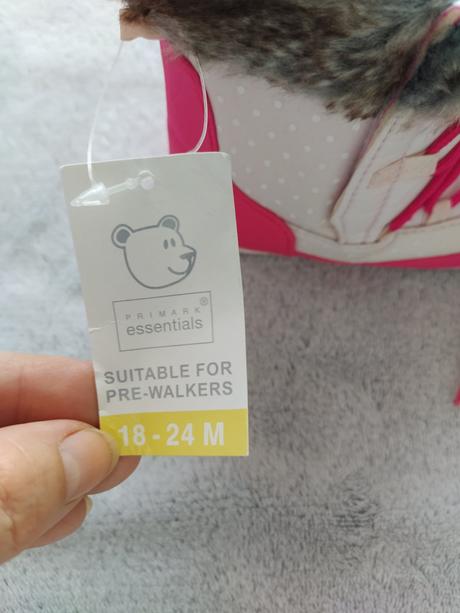 PRIMARK®
essentials
SUITABLE FOR
PRE-WALKERS
18 - 24 M